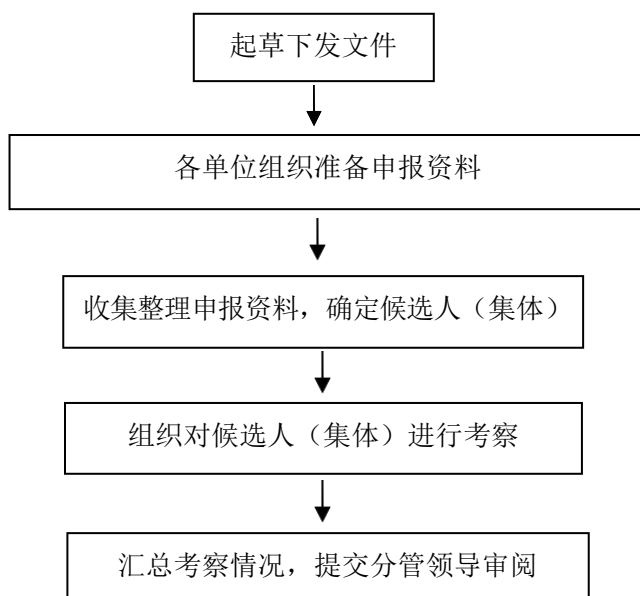 起草下发文件
各单位组织准备申报资料
收集整理申报资料，确定候选人（集体）
组织对候选人（集体）进行考察
汇总考察情况，提交分管领导审阅